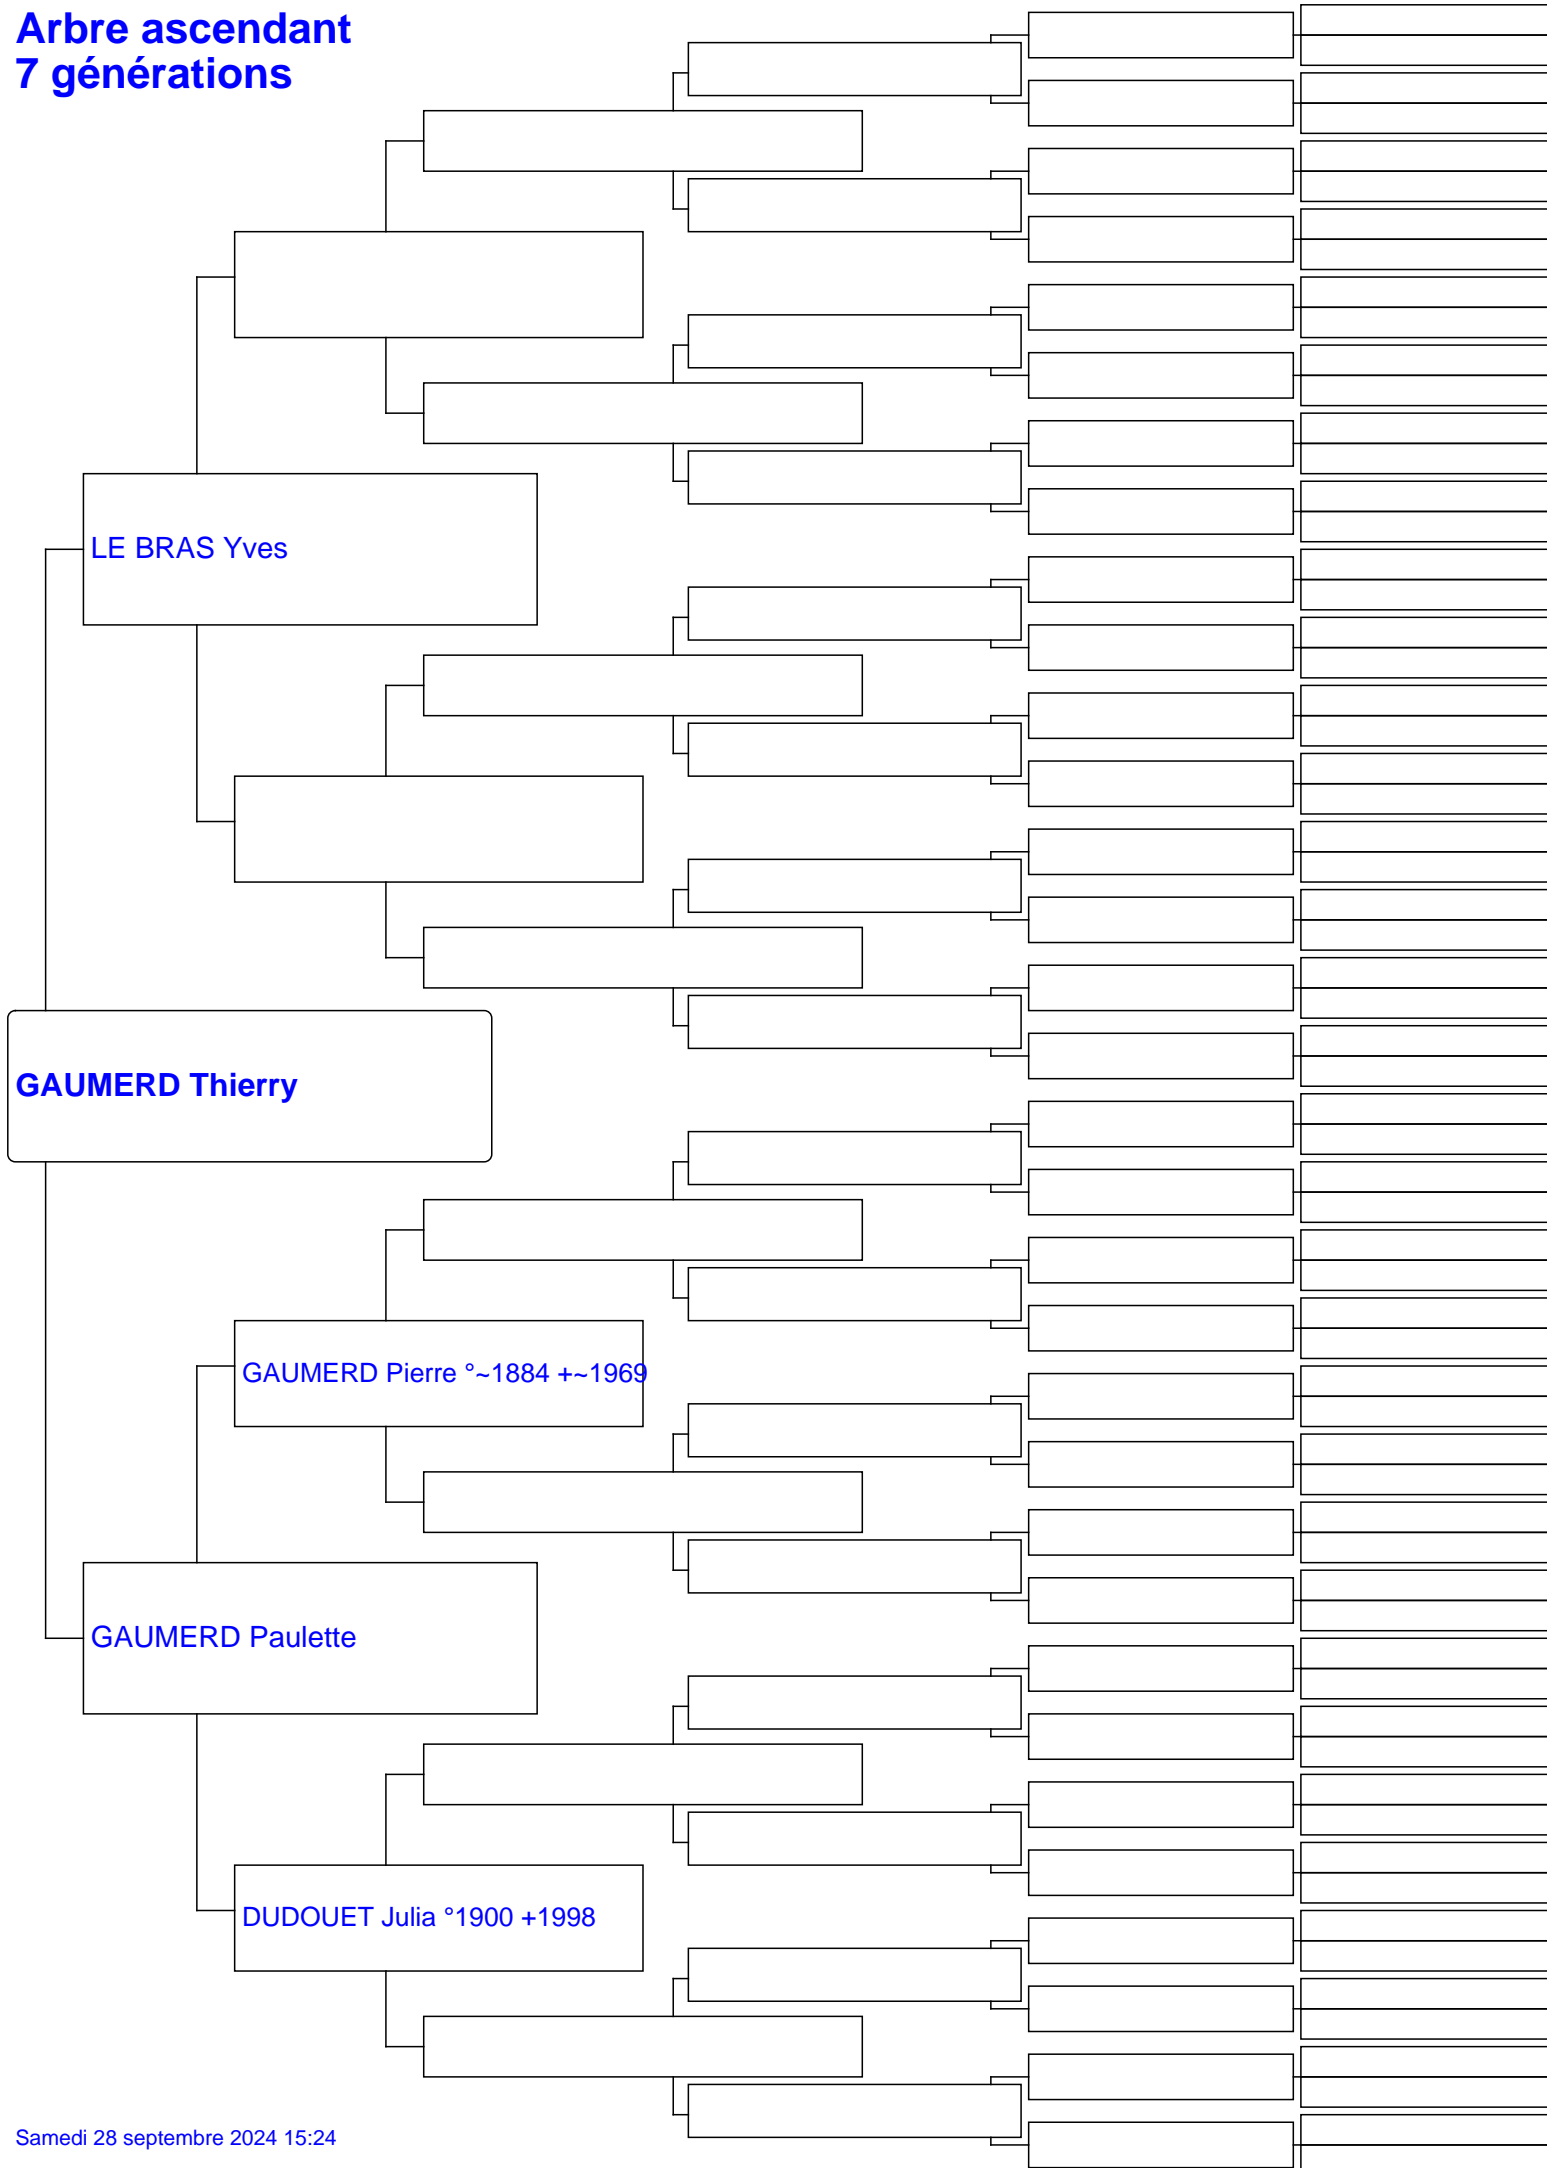 Arbre ascendant
7 générations
LE BRAS Yves
GAUMERD Thierry
GAUMERD Pierre °~1884 +~1969
GAUMERD Paulette
DUDOUET Julia °1900 +1998
Samedi 28 septembre 2024 15:24